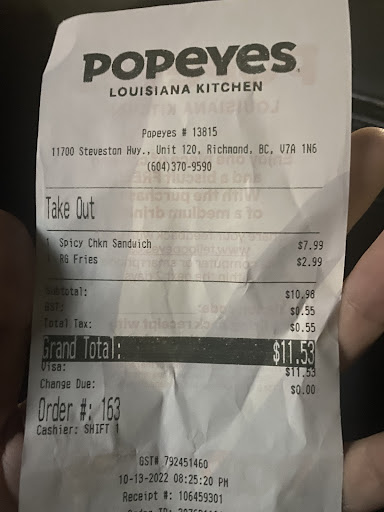 POPEYES
LOUISIANA KITCHEN
Popeyes # 13815
11700 Steveston Hwy., Unit 120, Richmond, BC, V7A 1N6
(604)370-9590
Take Out
1 Spicy Chkn Sandwich $7.99
RG Fries $2.99
Subtotal: $10.98
GST: $0.55
Total Tax: $0.55
Grand Total: $11.53
Visa: $11.53
Change Due: $0.00
Order #: 163
Cashier: SHIFT 1
GST# 792451460
10-13-2022 08:25:20 PM
Receipt #: 106459301